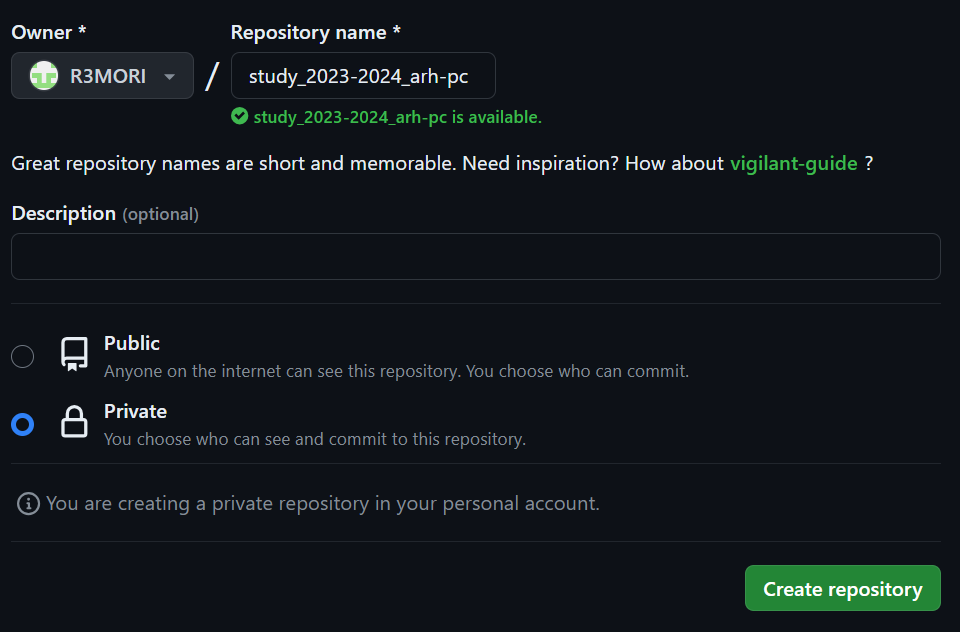 Owner *
Repository name *
R3MORI
/
study_2023-2024_arh-pc
study_2023-2024_arh-pc is available.
Great repository names are short and memorable. Need inspiration? How about vigilant-guide ?
Description (optional)
Public
Anyone on the internet can see this repository. You choose who can commit.
Private
You choose who can see and commit to this repository.
You are creating a private repository in your personal account.
Create repository